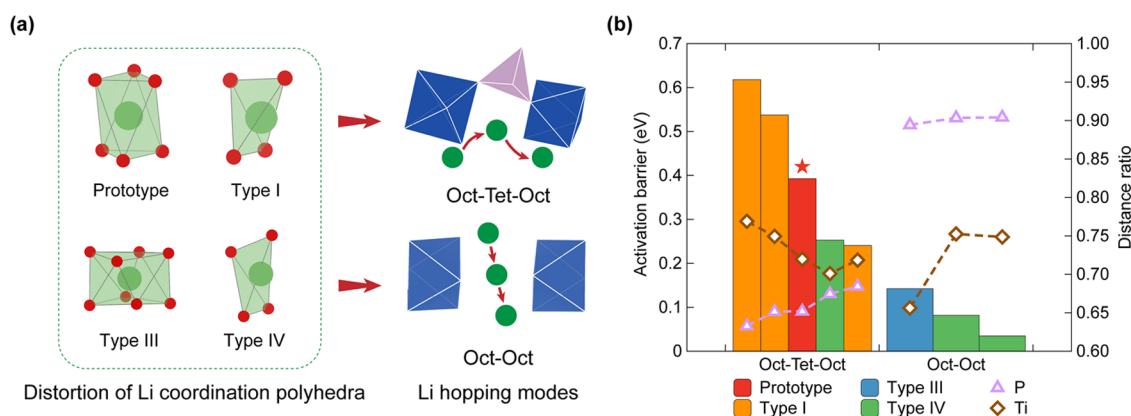 (a)
Prototype
Type I
Type III
Type IV
Distortion of Li coordination polyhedra
Oct-Tet-Oct
Oct-Oct
Li hopping modes
(b)
Activation barrier (eV)
0.7
0.6
0.5
0.4
0.3
0.2
0.1
0
Distance ratio
1.00
0.95
0.90
0.85
0.80
0.75
0.70
0.65
0.60
Oct-Tet-Oct
Oct-Oct
Prototype
Type III
P
Type I
Type IV
Ti